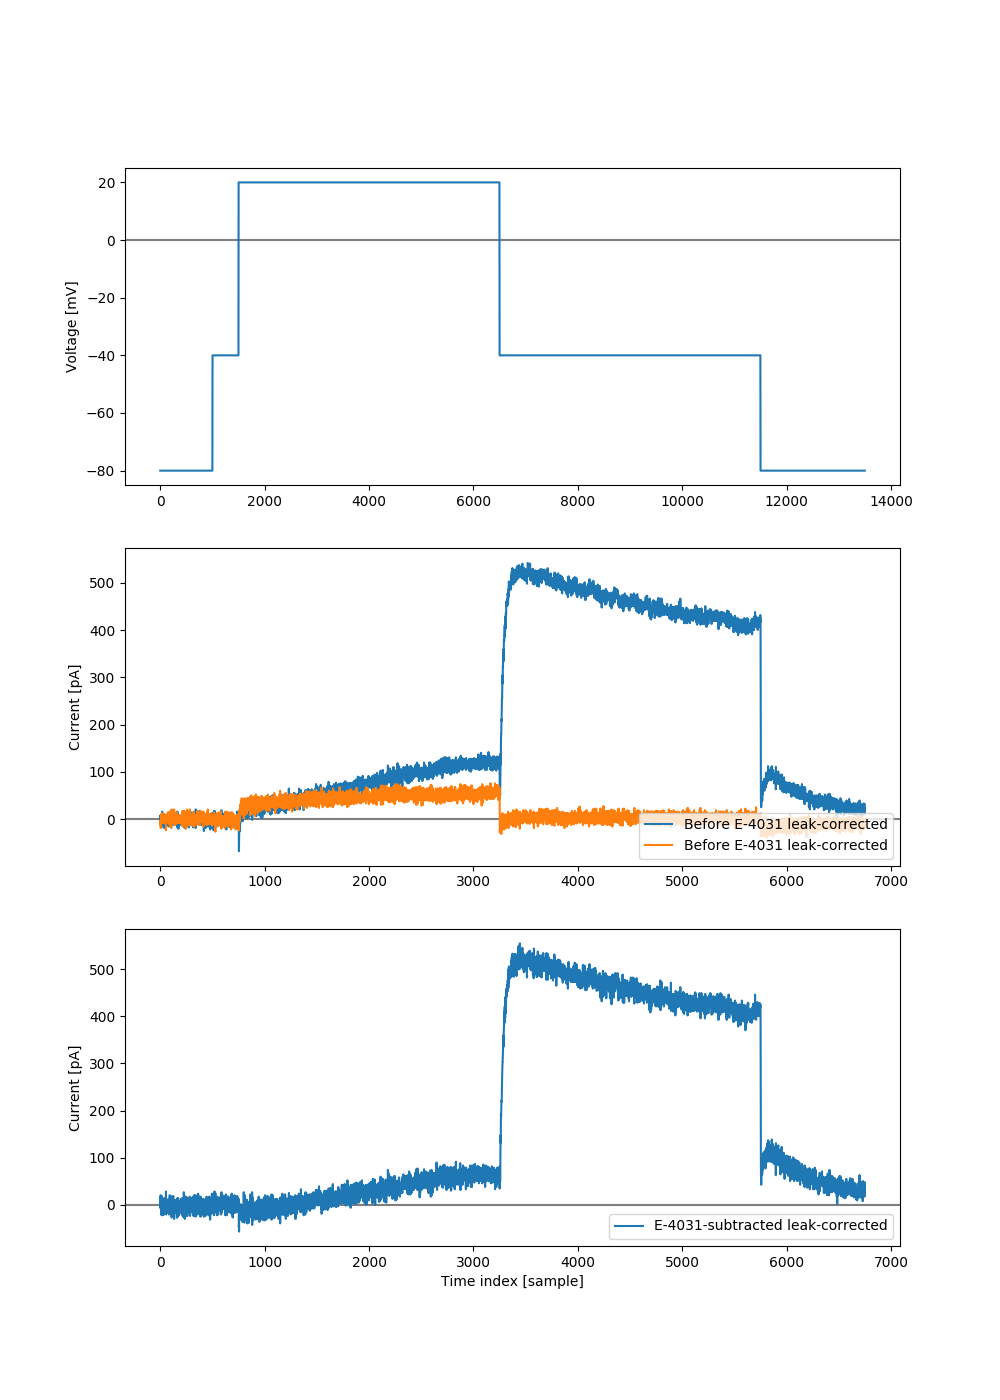 20
0
−20
−40
−60
−80
Voltage [mV]
0 2000 4000 6000 8000 10000 12000 14000
500
400
300
200
100
0
Current [pA]
Before E-4031 leak-corrected
Before E-4031 leak-corrected
0 1000 2000 3000 4000 5000 6000 7000
500
400
300
200
100
0
Current [pA]
E-4031-subtracted leak-corrected
0 1000 2000 3000 4000 5000 6000 7000
Time index [sample]